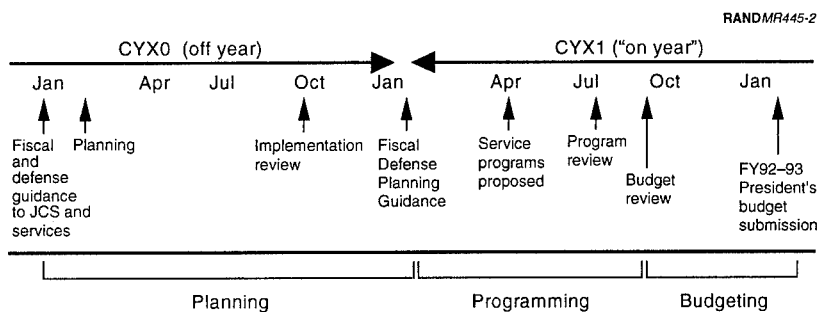 RANDMR445-2
CYX0 (off year)
CYX1 ("on year")
Jan Apr Jul Oct Jan Apr Jul Oct Jan
Fiscal
and
defense
guidance
to JCS and
services
Planning
Implementation
review
Fiscal
Defense
Planning
Guidance
Service
programs
proposed
Program
review
Budget
review
FY92–93
President's
budget
submission
Planning Programming Budgeting